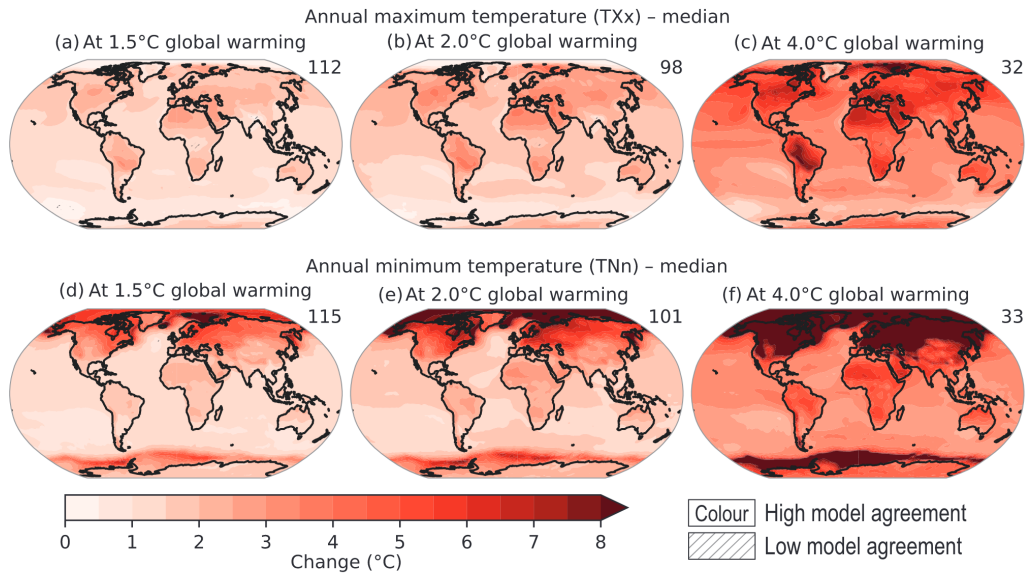 Annual maximum temperature (TXx) – median
(a) At 1.5°C global warming
112
(b) At 2.0°C global warming
98
(c) At 4.0°C global warming
32
Annual minimum temperature (TNn) – median
(d) At 1.5°C global warming
115
(e) At 2.0°C global warming
101
(f) At 4.0°C global warming
33
0 1 2 3 4 5 6 7 8
Change (°C)
Colour High model agreement
Low model agreement